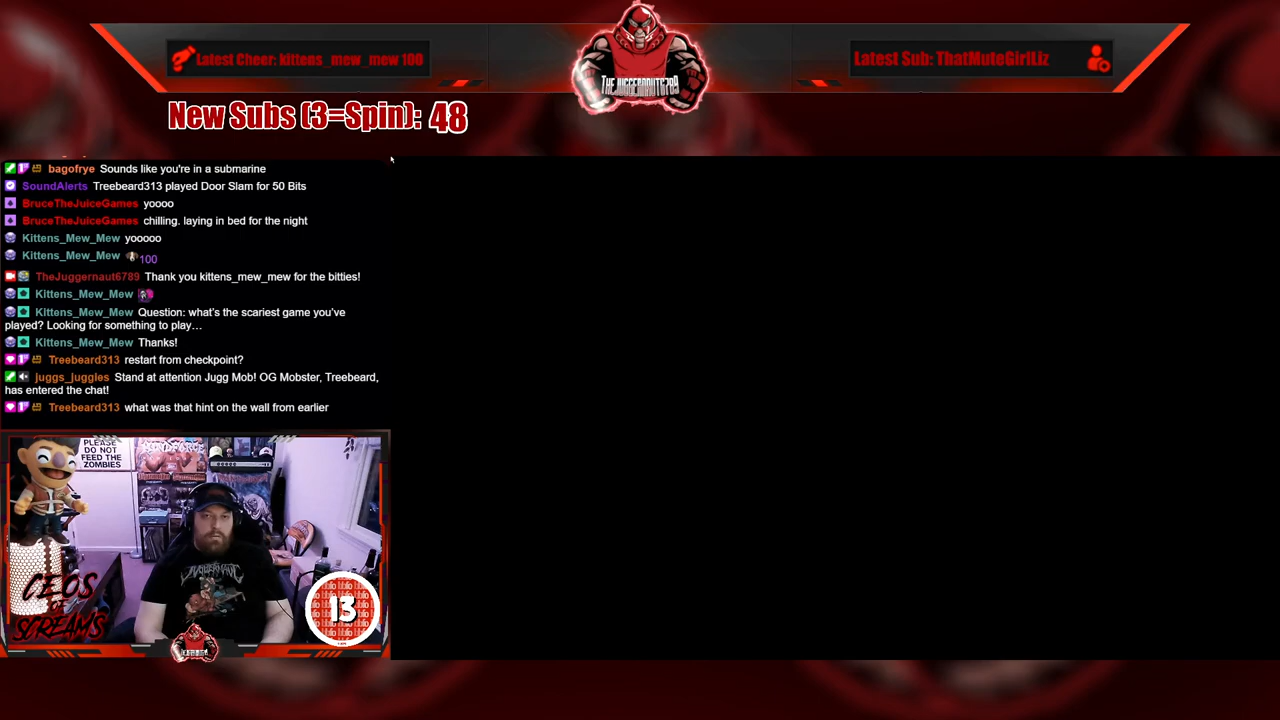 Latest Cheer: kittens_mew_mew 100
THEJUGGERNAUT6789
Latest Sub: ThatMuteGirlLiz
New Subs (3=Spin): 48
bagofrye Sounds like you're in a submarine
SoundAlerts Treebeard313 played Door Slam for 50 Bits
BruceTheJuiceGames yoooo
BruceTheJuiceGames chilling. laying in bed for the night
Kittens_Mew_Mew yooooo
Kittens_Mew_Mew 100
TheJuggernaut6789 Thank you kittens_mew_mew for the bitties!
Kittens_Mew_Mew
Kittens_Mew_Mew Question: what's the scariest game you've
played? Looking for something to play…
Kittens_Mew_Mew Thanks!
Treebeard313 restart from checkpoint?
juggs_juggles Stand at attention Jugg Mob! OG Mobster, Treebeard,
has entered the chat!
Treebeard313 what was that hint on the wall from earlier
PLEASE
DO NOT
FEED THE
ZOMBIES
CEOS
OF
SCREAMS
13